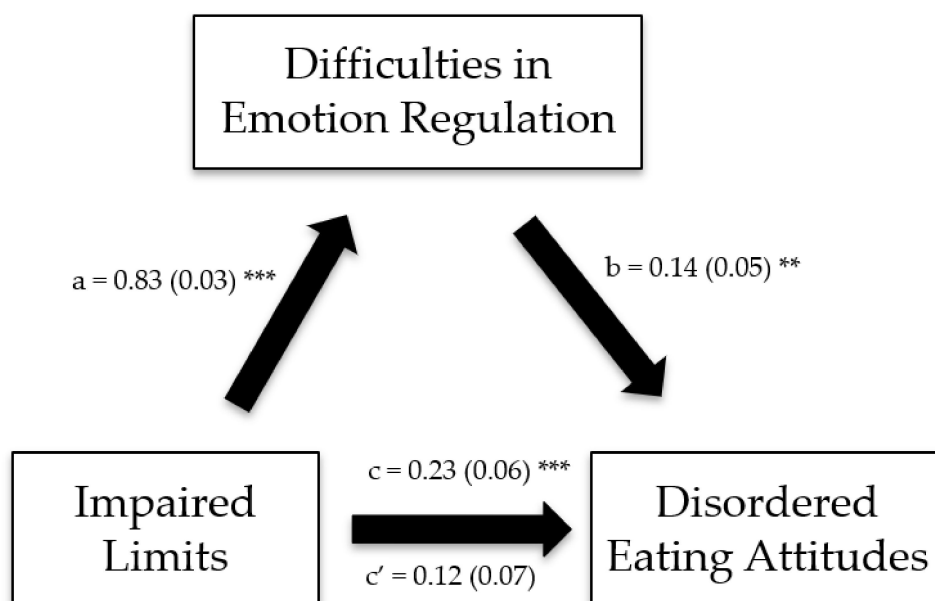 Difficulties in
Emotion Regulation
a = 0.83 (0.03) ***
b = 0.14 (0.05) **
c = 0.23 (0.06) ***
Impaired
Limits
Disordered
Eating Attitudes
c′ = 0.12 (0.07)